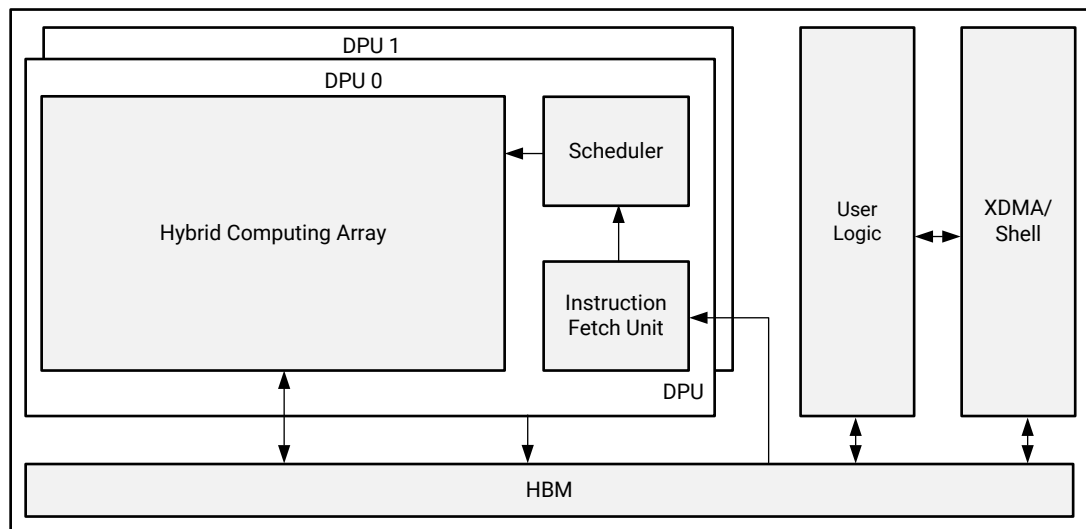 DPU 1
DPU 0
Hybrid Computing Array
Scheduler
Instruction
Fetch Unit
DPU
User
Logic
XDMA/
Shell
HBM